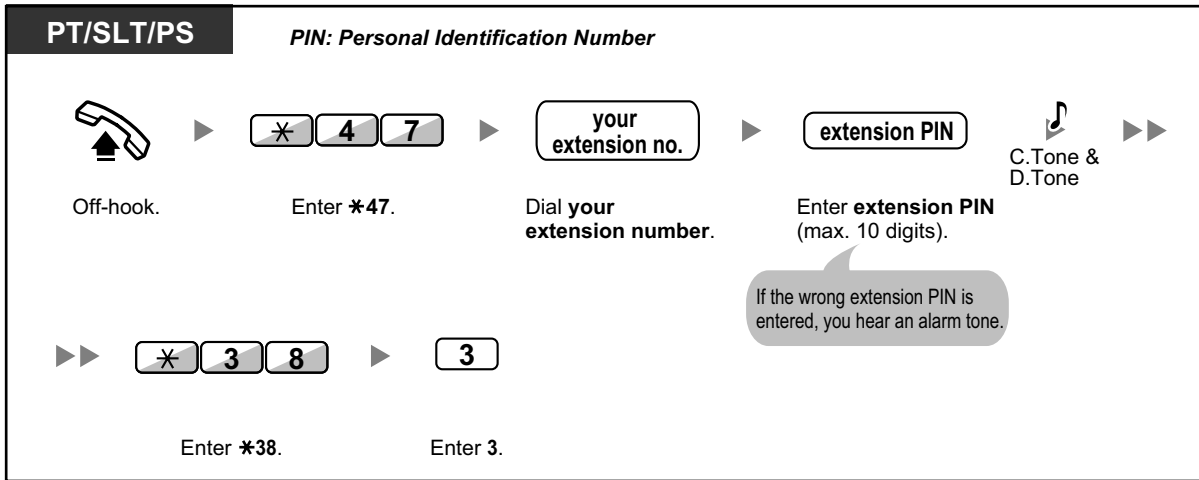 PT/SLT/PS
PIN: Personal Identification Number
✳ 4 7
your
extension no.
extension PIN
C.Tone &
D.Tone
Off-hook.
Enter ✳47.
Dial your
extension number.
Enter extension PIN
(max. 10 digits).
If the wrong extension PIN is
entered, you hear an alarm tone.
✳ 3 8
3
Enter ✳38.
Enter 3.